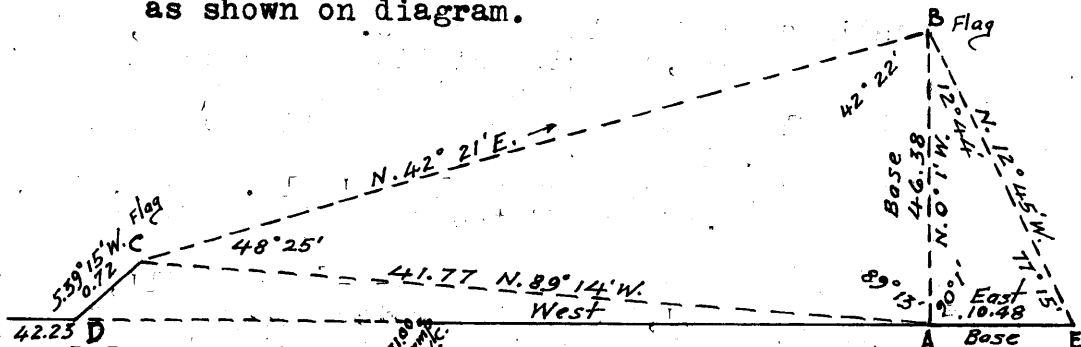 as shown on diagram.
B Flag
42° 22'
12° 44'
N. 12° 45' W.
77° 15'
Base
46.38
N. 0° 1' W.
N. 42° 21' E.
Flag
C
S.39° 15' W.
0.72
48° 25'
41.77 N. 89° 14' W.
West
89° 13'
90° 1'
East
10.48
42.23 D
A Base E